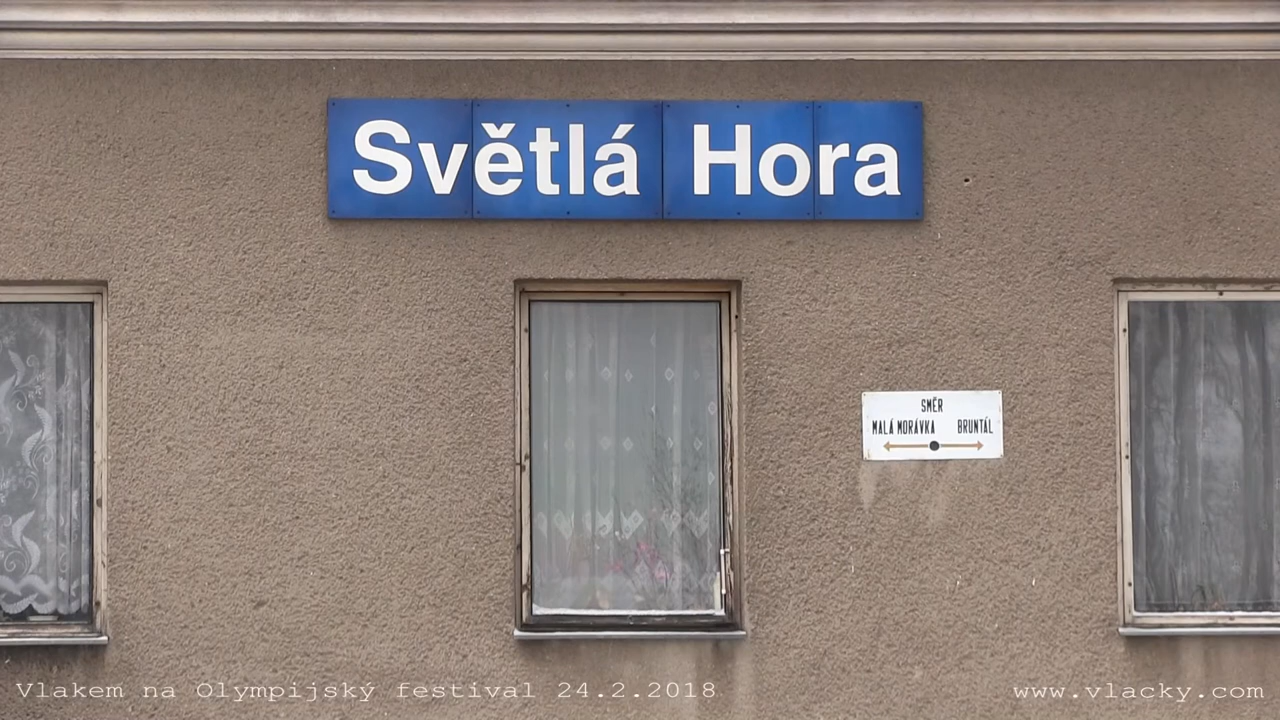 Světlá Hora
SMĚR
MALÁ MORÁVKA BRUNTÁL
Vlakem na Olympijský festival 24.2.2018
www.vlacky.com